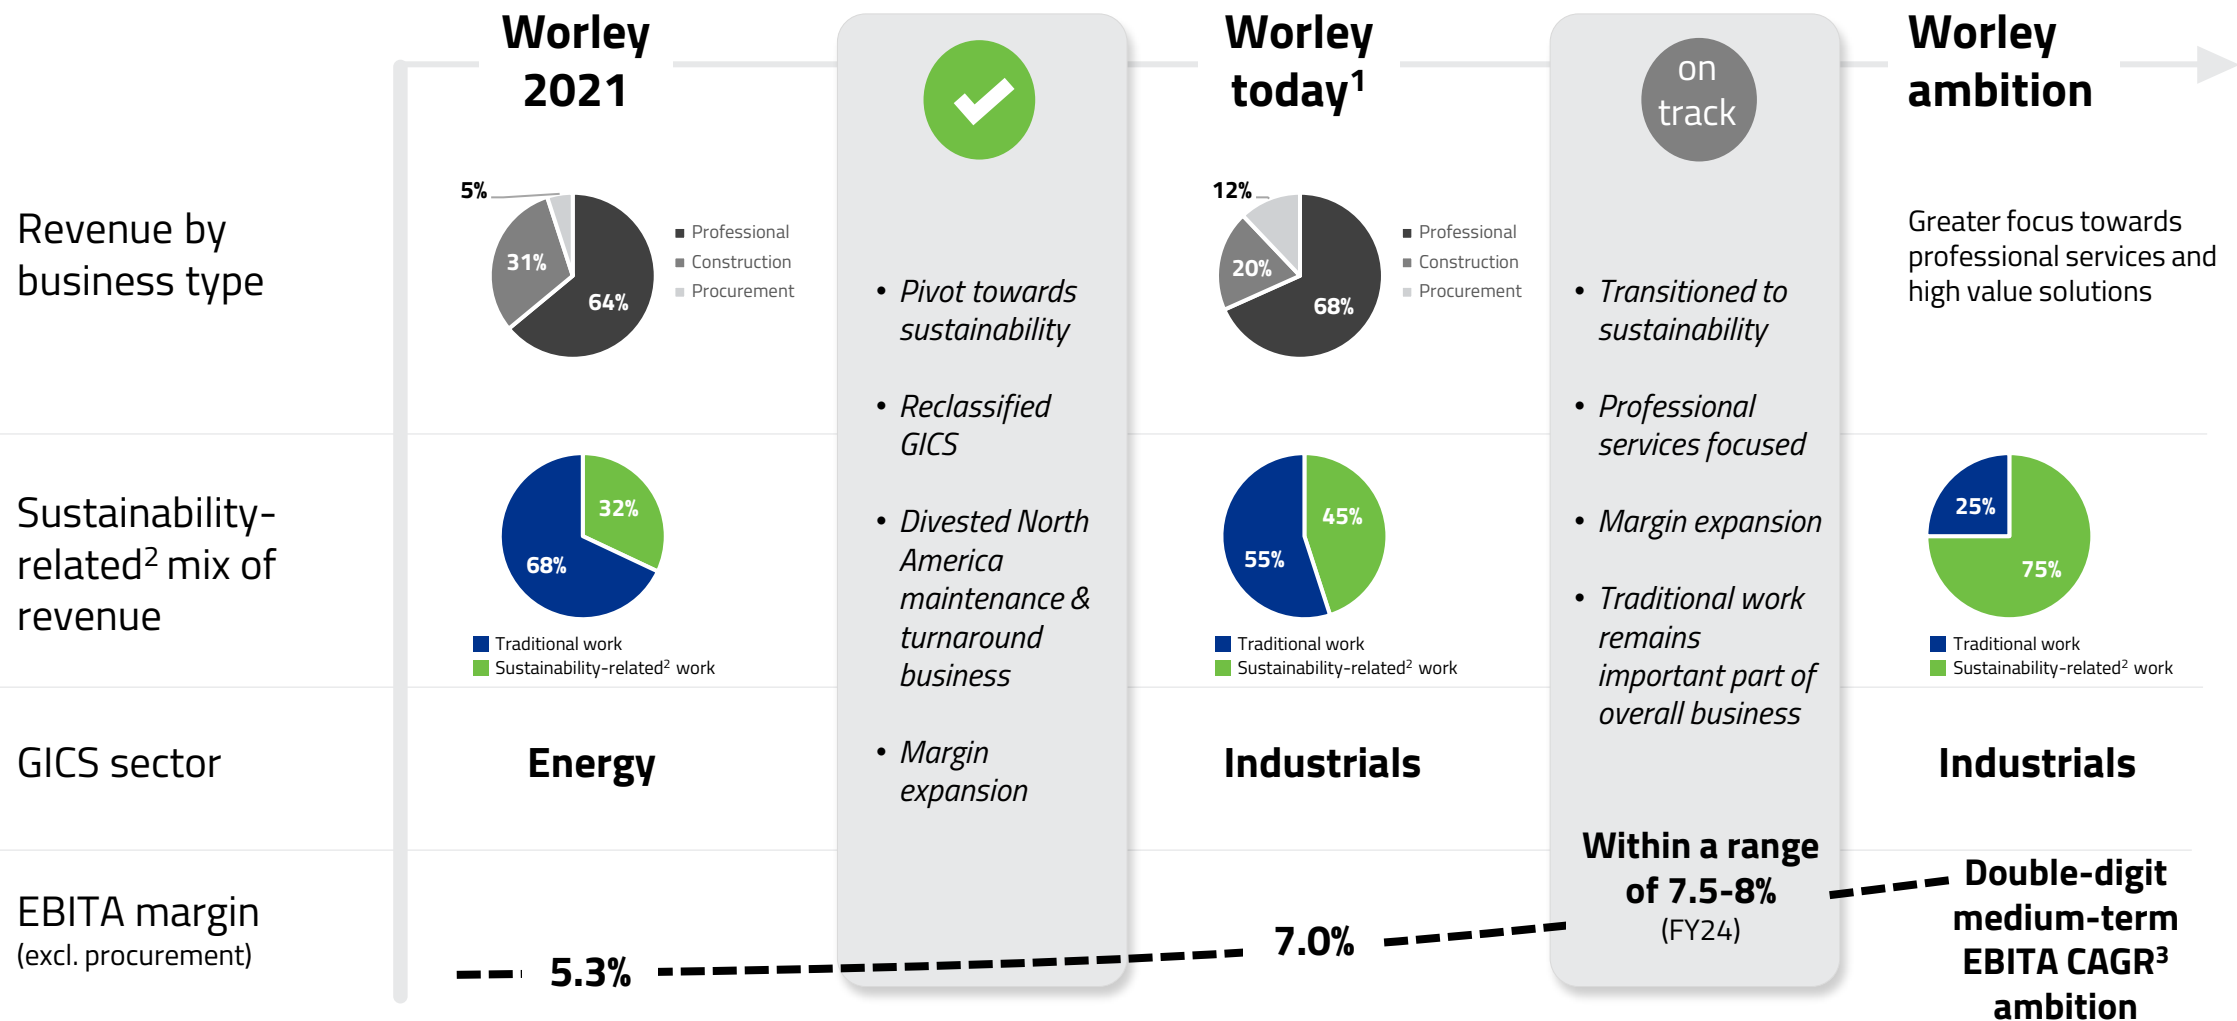 Worley
2021
Worley
today1
on
track
Worley
ambition
Revenue by
business type
5%
31%
64%
Professional
Construction
Procurement
12%
20%
68%
Professional
Construction
Procurement
Greater focus towards
professional services and
high value solutions
Sustainability-
related2 mix of
revenue
32%
68%
Traditional work
Sustainability-related2 work
45%
55%
Traditional work
Sustainability-related2 work
25%
75%
Traditional work
Sustainability-related2 work
• Pivot towards
sustainability
• Reclassified
GICS
• Divested North
America
maintenance &
turnaround
business
• Margin
expansion
• Transitioned to
sustainability
• Professional
services focused
• Margin expansion
• Traditional work
remains
important part of
overall business
GICS sector
Energy
Industrials
Industrials
EBITA margin
(excl. procurement)
5.3%
7.0%
Within a range
of 7.5-8%
(FY24)
Double-digit
medium-term
EBITA CAGR3
ambition